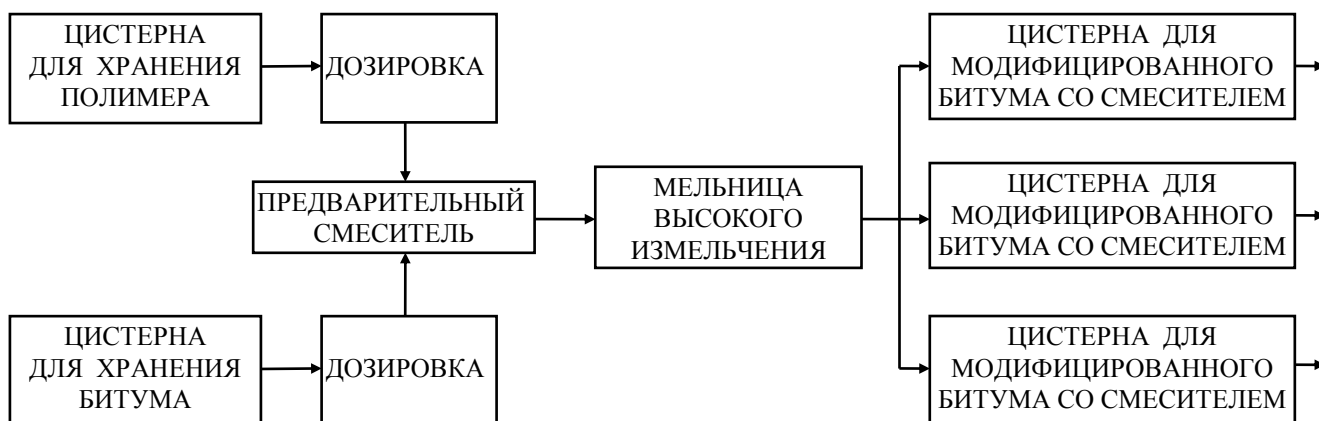 ЦИСТЕРНА
ДЛЯ ХРАНЕНИЯ
ПОЛИМЕРА
ДОЗИРОВКА
ПРЕДВАРИТЕЛЬНЫЙ
СМЕСИТЕЛЬ
ЦИСТЕРНА
ДЛЯ ХРАНЕНИЯ
БИТУМА
ДОЗИРОВКА
МЕЛЬНИЦА
ВЫСОКОГО
ИЗМЕЛЬЧЕНИЯ
ЦИСТЕРНА ДЛЯ
МОДИФИЦИРОВАННОГО
БИТУМА СО СМЕСИТЕЛЕМ
ЦИСТЕРНА ДЛЯ
МОДИФИЦИРОВАННОГО
БИТУМА СО СМЕСИТЕЛЕМ
ЦИСТЕРНА ДЛЯ
МОДИФИЦИРОВАННОГО
БИТУМА СО СМЕСИТЕЛЕМ